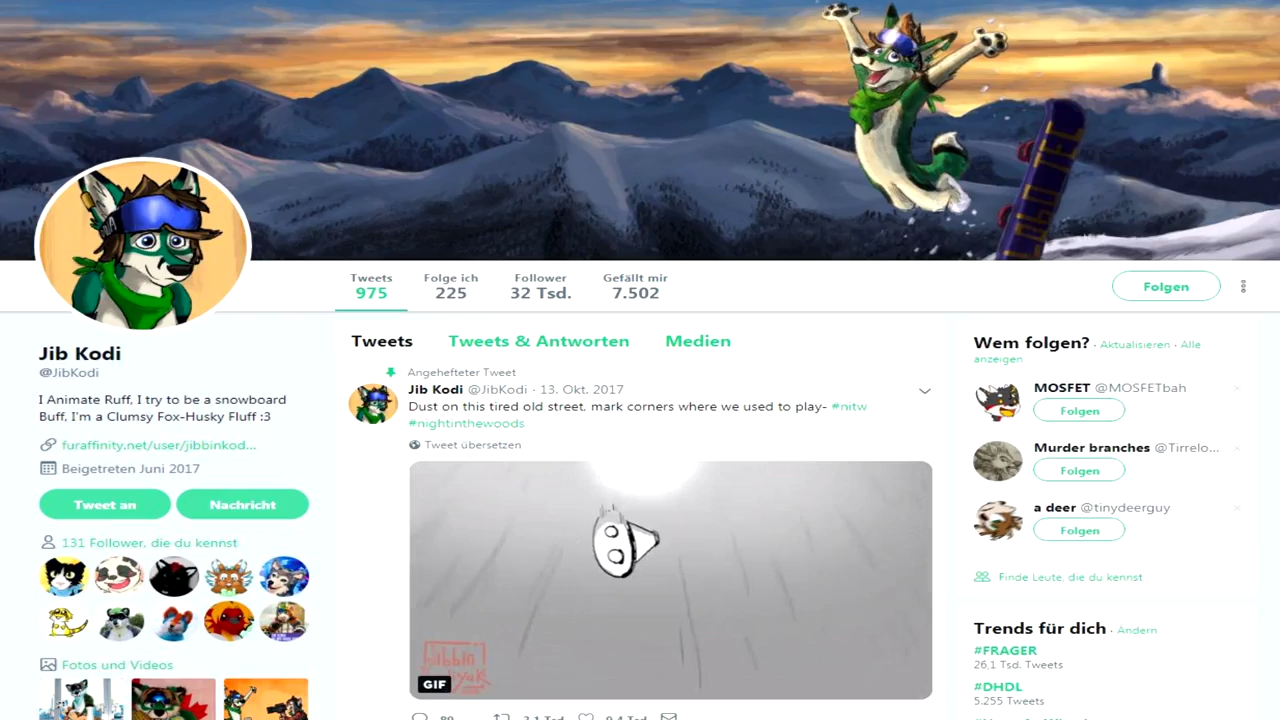 Tweets
975
Folge ich
225
Follower
32 Tsd.
Gefällt mir
7.502
Folgen
Jib Kodi
@JibKodi
I Animate Ruff, I try to be a snowboard
Buff, I'm a Clumsy Fox-Husky Fluff :3
furaffinity.net/user/jibbinkod...
Beigetreten Juni 2017
Tweet an
Nachricht
131 Follower, die du kennst
Fotos und Videos
Tweets
Tweets & Antworten
Medien
Angehefteter Tweet
Jib Kodi @JibKodi · 13. Okt. 2017
Dust on this tired old street, mark corners where we used to play- #nitw
#nightinthewoods
Tweet übersetzen
GIF
Wem folgen? · Aktualisieren · Alle
anzeigen
MOSFET @MOSFETbah
Folgen
Murder branches @Tirrelo...
Folgen
a deer @tinydeerguy
Folgen
Finde Leute, die du kennst
Trends für dich · Ändern
#FRAGER
26,1 Tsd. Tweets
#DHDL
5.255 Tweets